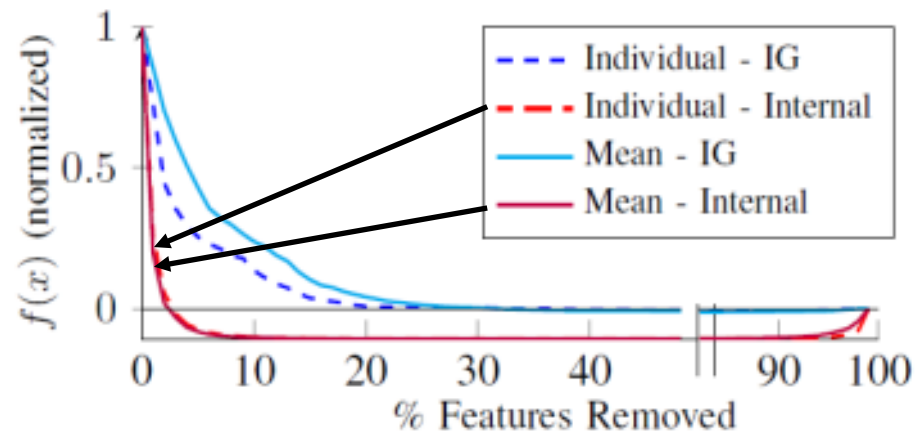 1
0.5
0
f(x) (normalized)
Individual - IG
Individual - Internal
Mean - IG
Mean - Internal
0 10 20 30 40 90 100
% Features Removed